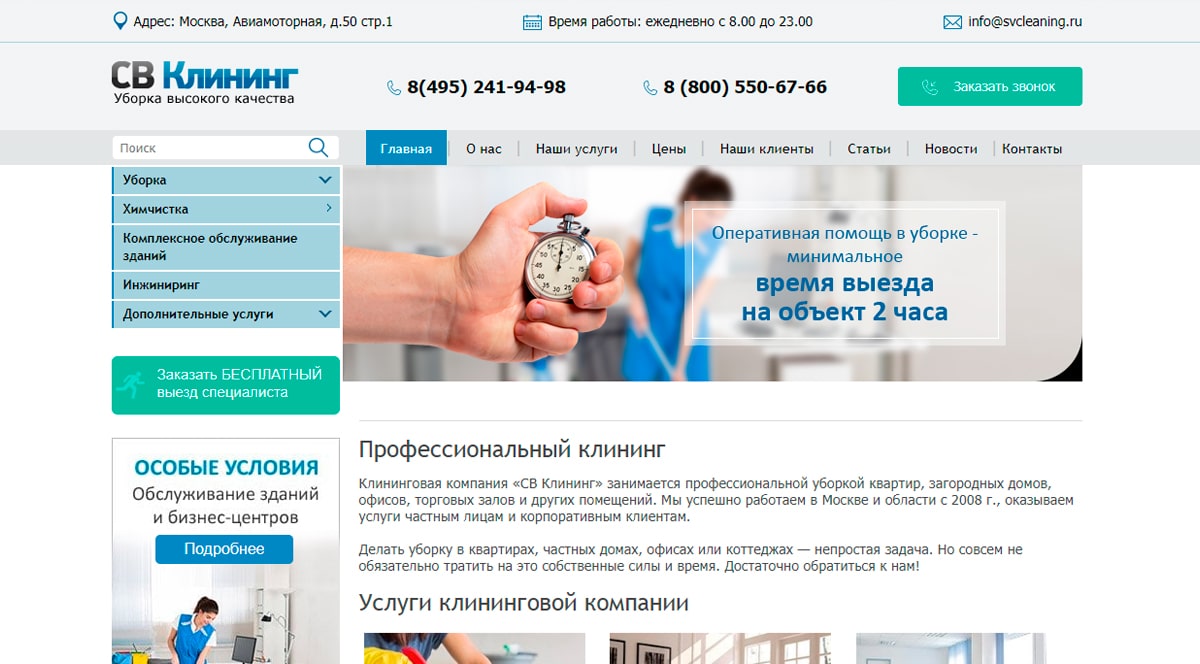 Адрес: Москва, Авиамоторная, д.50 стр.1
Время работы: ежедневно с 8.00 до 23.00
info@svcleaning.ru
СВ Клининг
Уборка высокого качества
8(495) 241-94-98
8 (800) 550-67-66
Заказать звонок
Поиск
Главная
О нас
Наши услуги
Цены
Наши клиенты
Статьи
Новости
Контакты
Уборка
Химчистка
Комплексное обслуживание
зданий
Инжиниринг
Дополнительные услуги
Оперативная помощь в уборке -
минимальное
время выезда
на объект 2 часа
Заказать БЕСПЛАТНЫЙ
выезд специалиста
ОСОБЫЕ УСЛОВИЯ
Обслуживание зданий
и бизнес-центров
Подробнее
Профессиональный клининг
Клининговая компания «СВ Клининг» занимается профессиональной уборкой квартир, загородных домов,
офисов, торговых залов и других помещений. Мы успешно работаем в Москве и области с 2008 г., оказываем
услуги частным лицам и корпоративным клиентам.
Делать уборку в квартирах, частных домах, офисах или коттеджах — непростая задача. Но совсем не
обязательно тратить на это собственные силы и время. Достаточно обратиться к нам!
Услуги клининговой компании